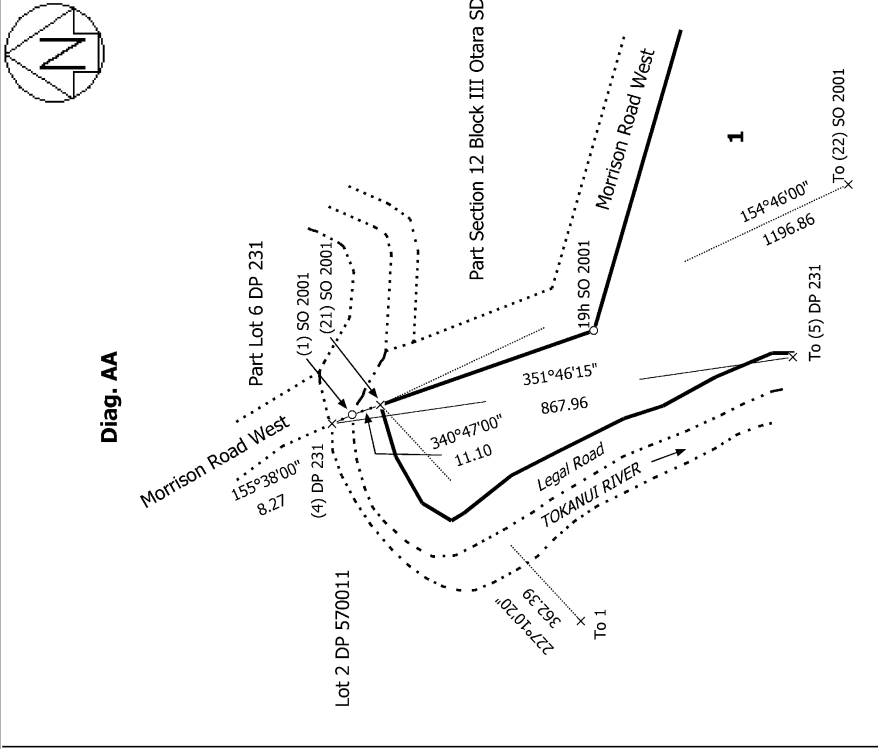 N
Part Section 12 Block III Otara SD
Morrison Road West
1
To (22) SO 2001
154°46'00"
1196.86
Part Lot 6 DP 231
(1) SO 2001
(21) SO 2001
19h SO 2001
Diag. AA
To (5) DP 231
351°46'15"
867.96
Morrison Road West
155°38'00"
8.27
(4) DP 231
340°47'00"
11.10
Legal Road
TOKANUI RIVER
Lot 2 DP 570011
227°10'20"
362.39
To 1